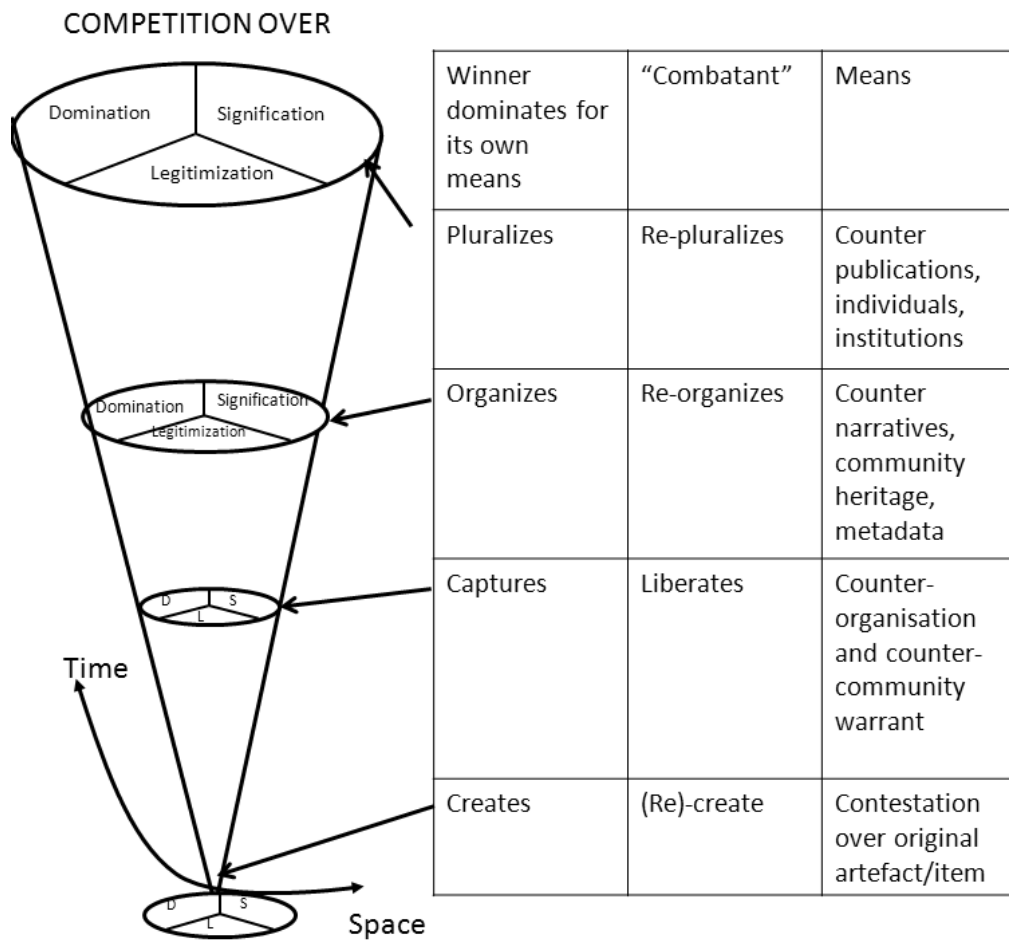 COMPETITION OVER
Domination
Signification
Legitimization
Domination
Signification
Legitimization
D
S
L
Time
D
S
L
Space
Winner
dominates for
its own
means
“Combatant”
Means
Pluralizes
Re-pluralizes
Counter
publications,
individuals,
institutions
Organizes
Re-organizes
Counter
narratives,
community
heritage,
metadata
Captures
Liberates
Counter-
organisation
and counter-
community
warrant
Creates
(Re)-create
Contestation
over original
artefact/item